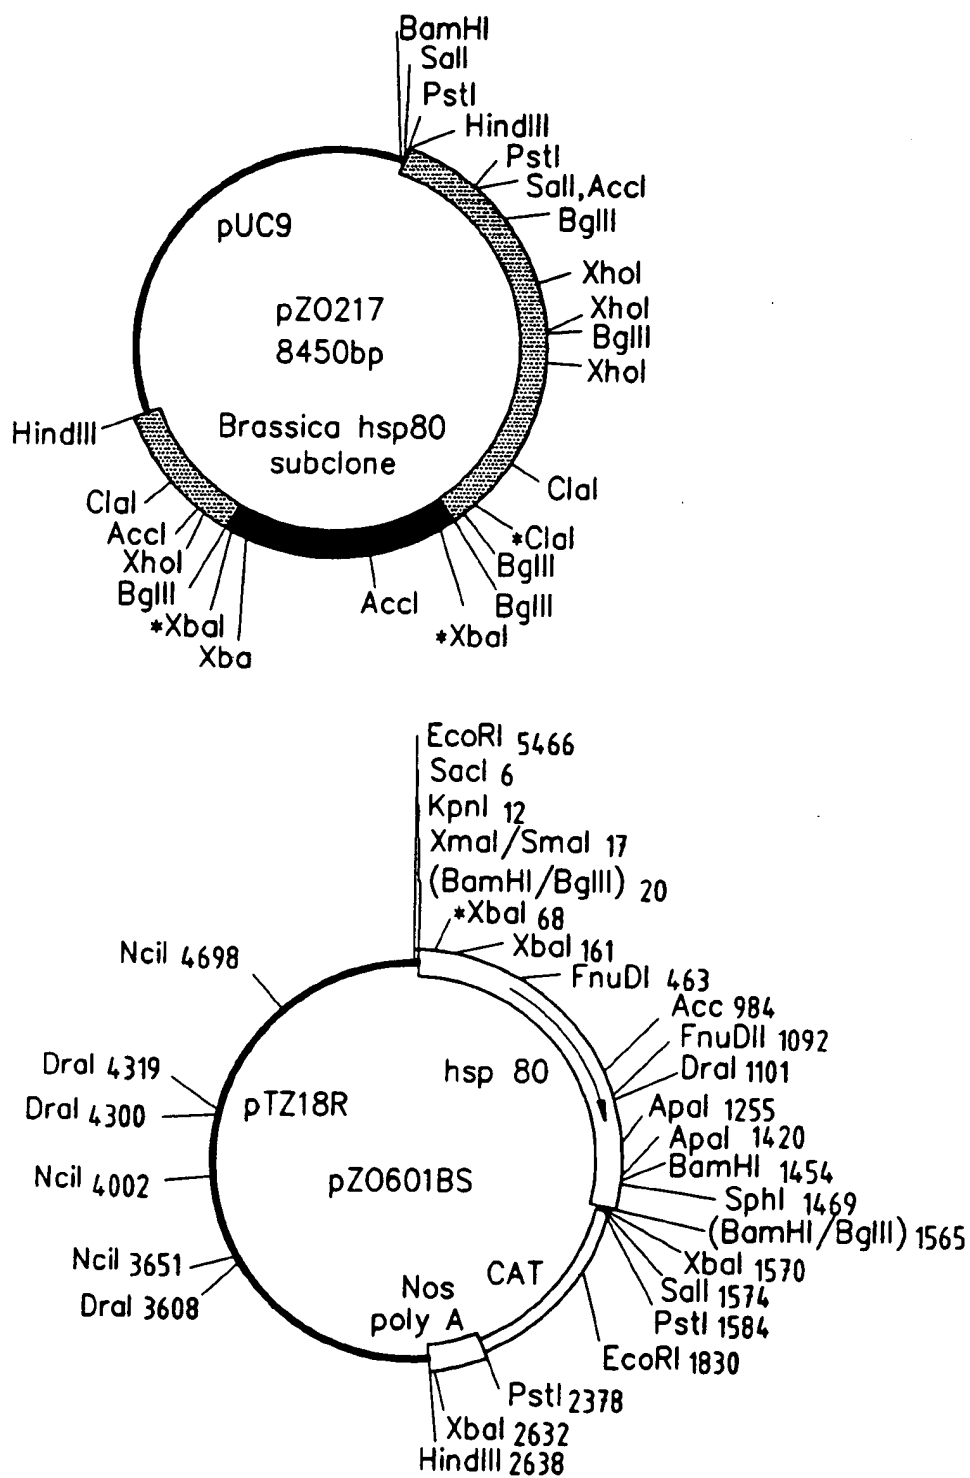 BamHI
SalI
PstI
HindIII
PstI
SalI,AccI
BglII
XhoI
XhoI
BglII
XhoI
ClaI
*ClaI
BglII
BglII
*XbaI
AccI
Xba
*XbaI
BglII
XhoI
AccI
ClaI
HindIII
pUC9
pZO217
8450bp
Brassica hsp80
subclone
EcoRI 5466
SacI 6
KpnI 12
XmaI/SmaI 17
(BamHI/BglII) 20
*XbaI 68
XbaI 161
FnuDI 463
Acc 984
FnuDII 1092
DraI 1101
ApaI 1255
ApaI 1420
BamHI 1454
SphI 1469
(BamHI/BglII) 1565
XbaI 1570
SalI 1574
PstI 1584
EcoRI 1830
PstI 2378
XbaI 2632
HindIII 2638
DraI 3608
NciI 3651
NciI 4002
DraI 4300
DraI 4319
NciI 4698
pTZ18R
hsp 80
pZO601BS
CAT
Nos
poly A